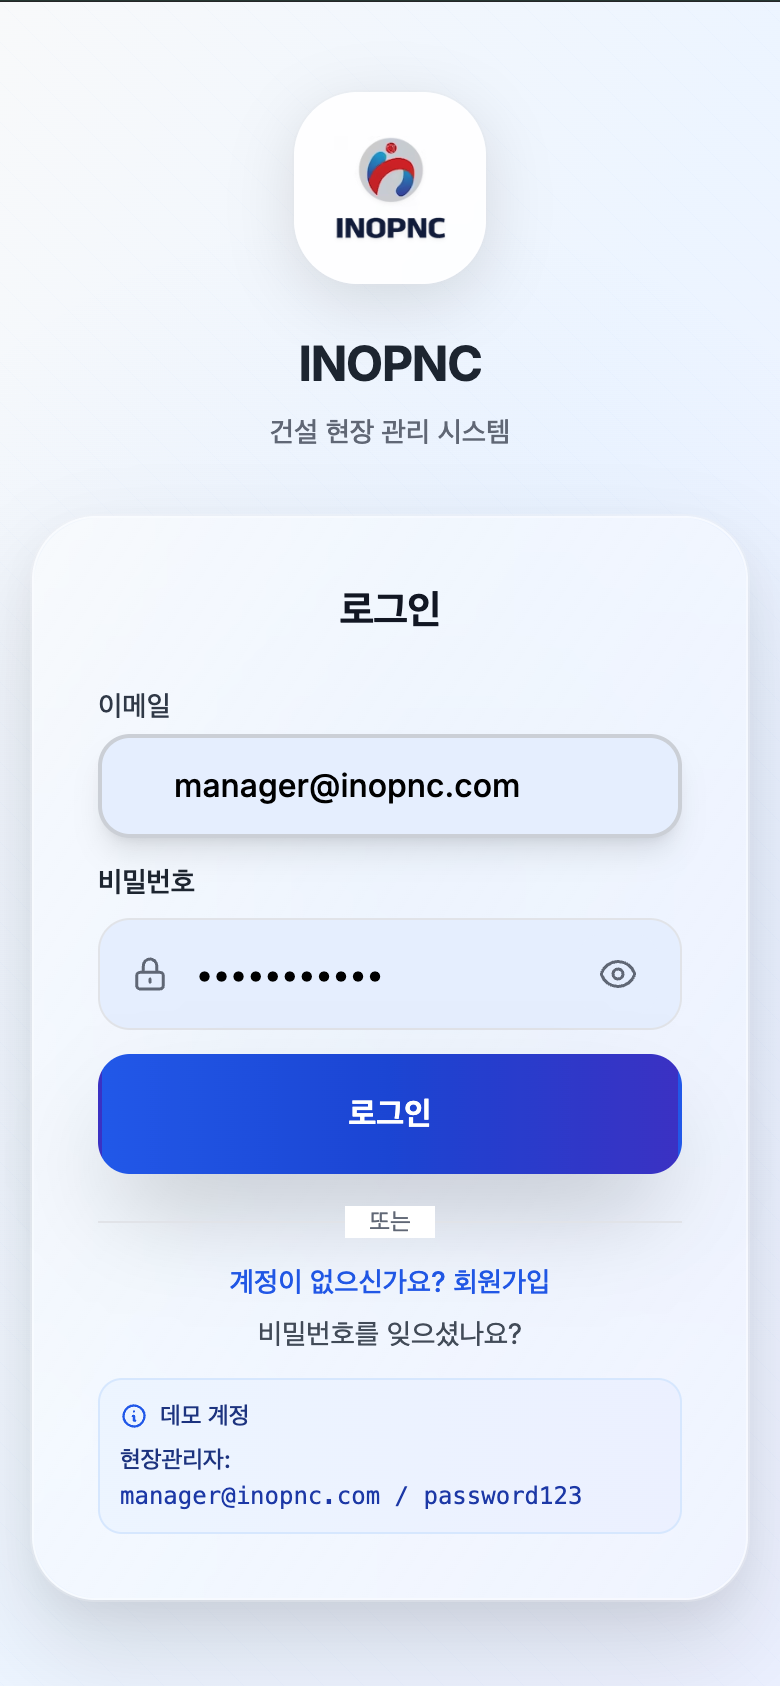 INOPNC
INOPNC
건설 현장 관리 시스템
로그인
이메일
manager@inopnc.com
비밀번호
•••••••••••
로그인
또는
계정이 없으신가요? 회원가입
비밀번호를 잊으셨나요?
데모 계정
현장관리자:
manager@inopnc.com / password123